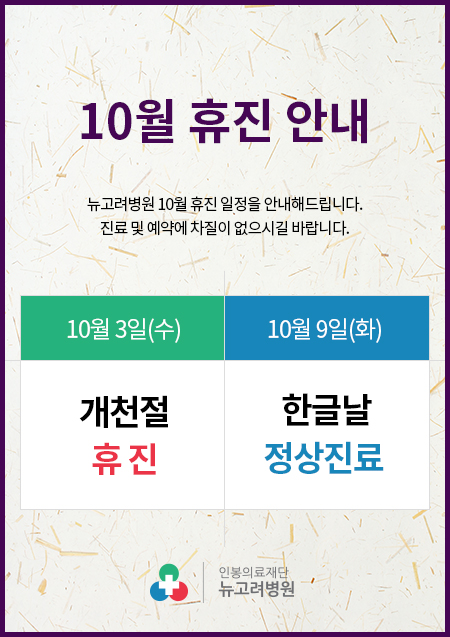 10월 휴진 안내
뉴고려병원 10월 휴진 일정을 안내해드립니다.
진료 및 예약에 차질이 없으시길 바랍니다.
10월 3일(수)
10월 9일(화)
개천절
휴 진
한글날
정상진료
인봉의료재단
뉴고려병원